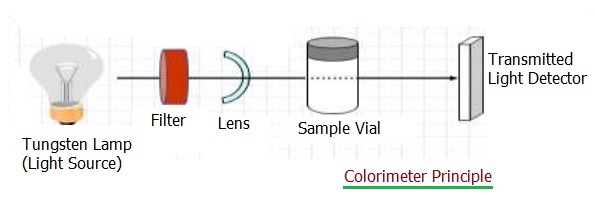 Tungsten Lamp
(Light Source)
Filter
Lens
Sample Vial
Transmitted
Light Detector
Colorimeter Principle